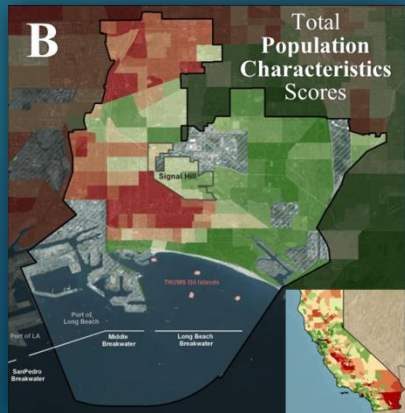 B
Total
Population
Characteristics
Scores
Signal Hill
THUMS Oil Islands
Port of
Long Beach
Port of LA
Middle
Breakwater
Long Beach
Breakwater
SanPedro
Breakwater